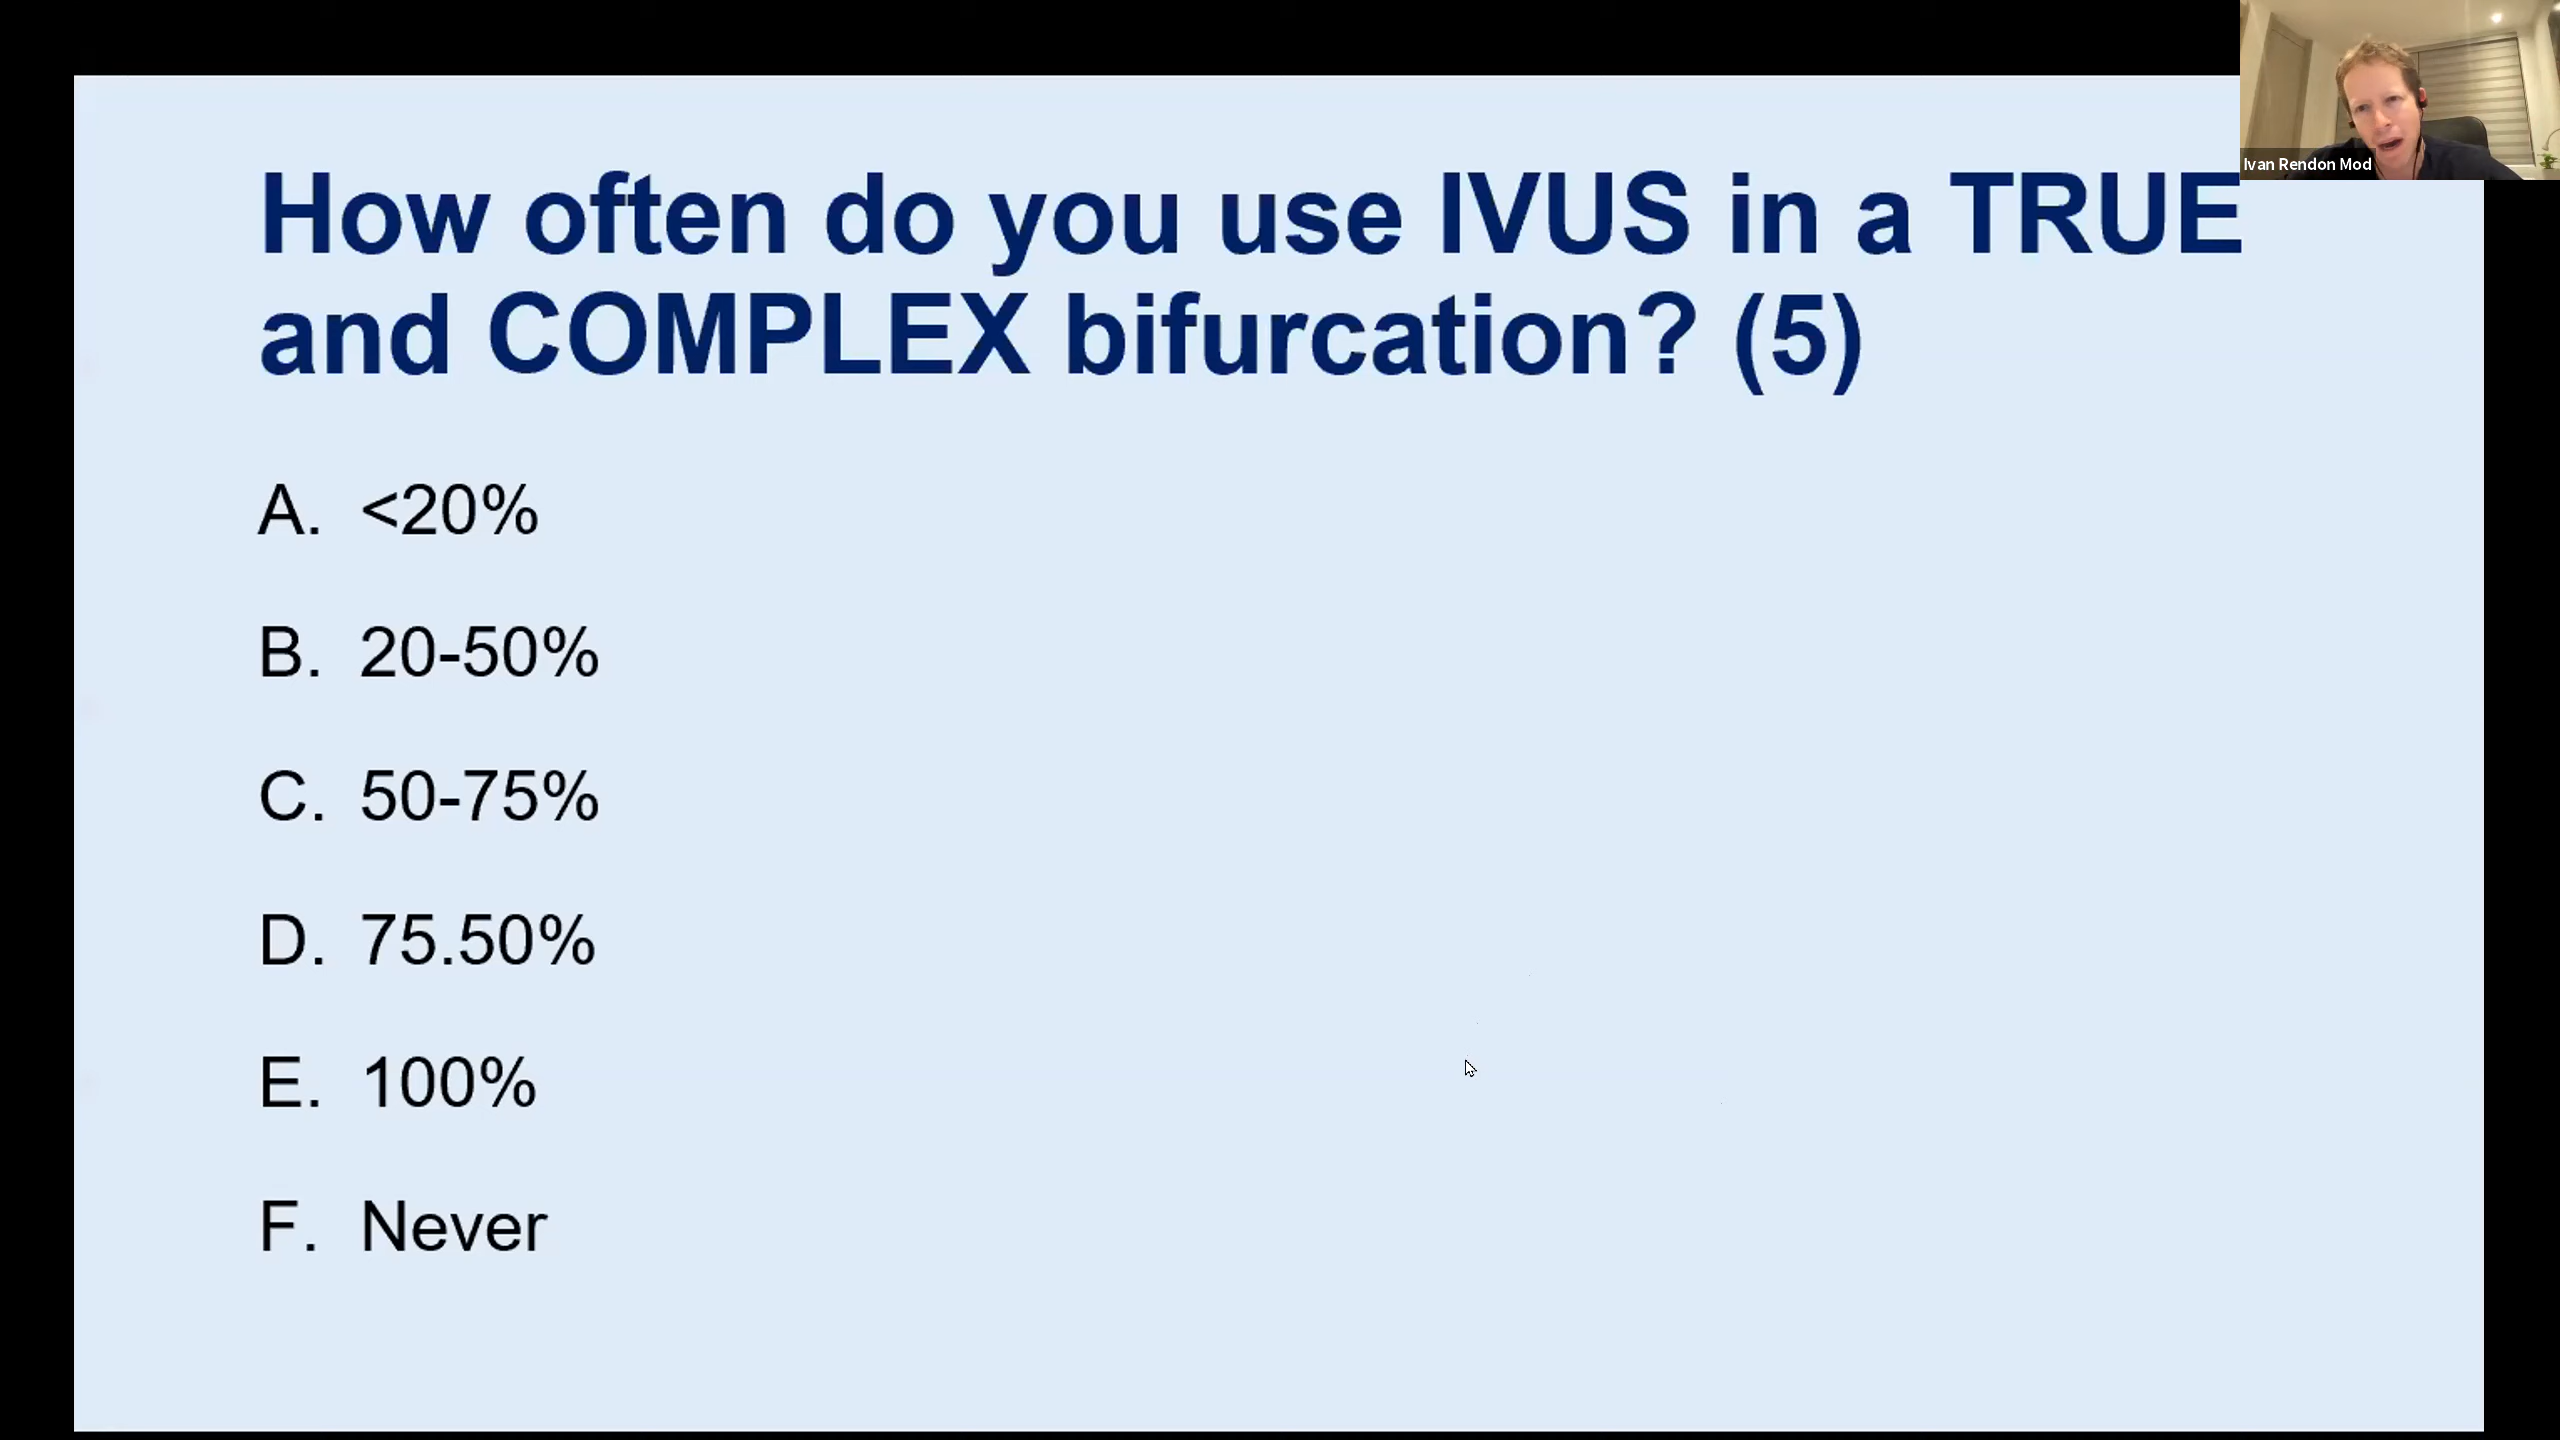 Ivan Rendon Mod
How often do you use IVUS in a TRUE
and COMPLEX bifurcation? (5)
A. <20%
B. 20-50%
C. 50-75%
D. 75.50%
E. 100%
F. Never